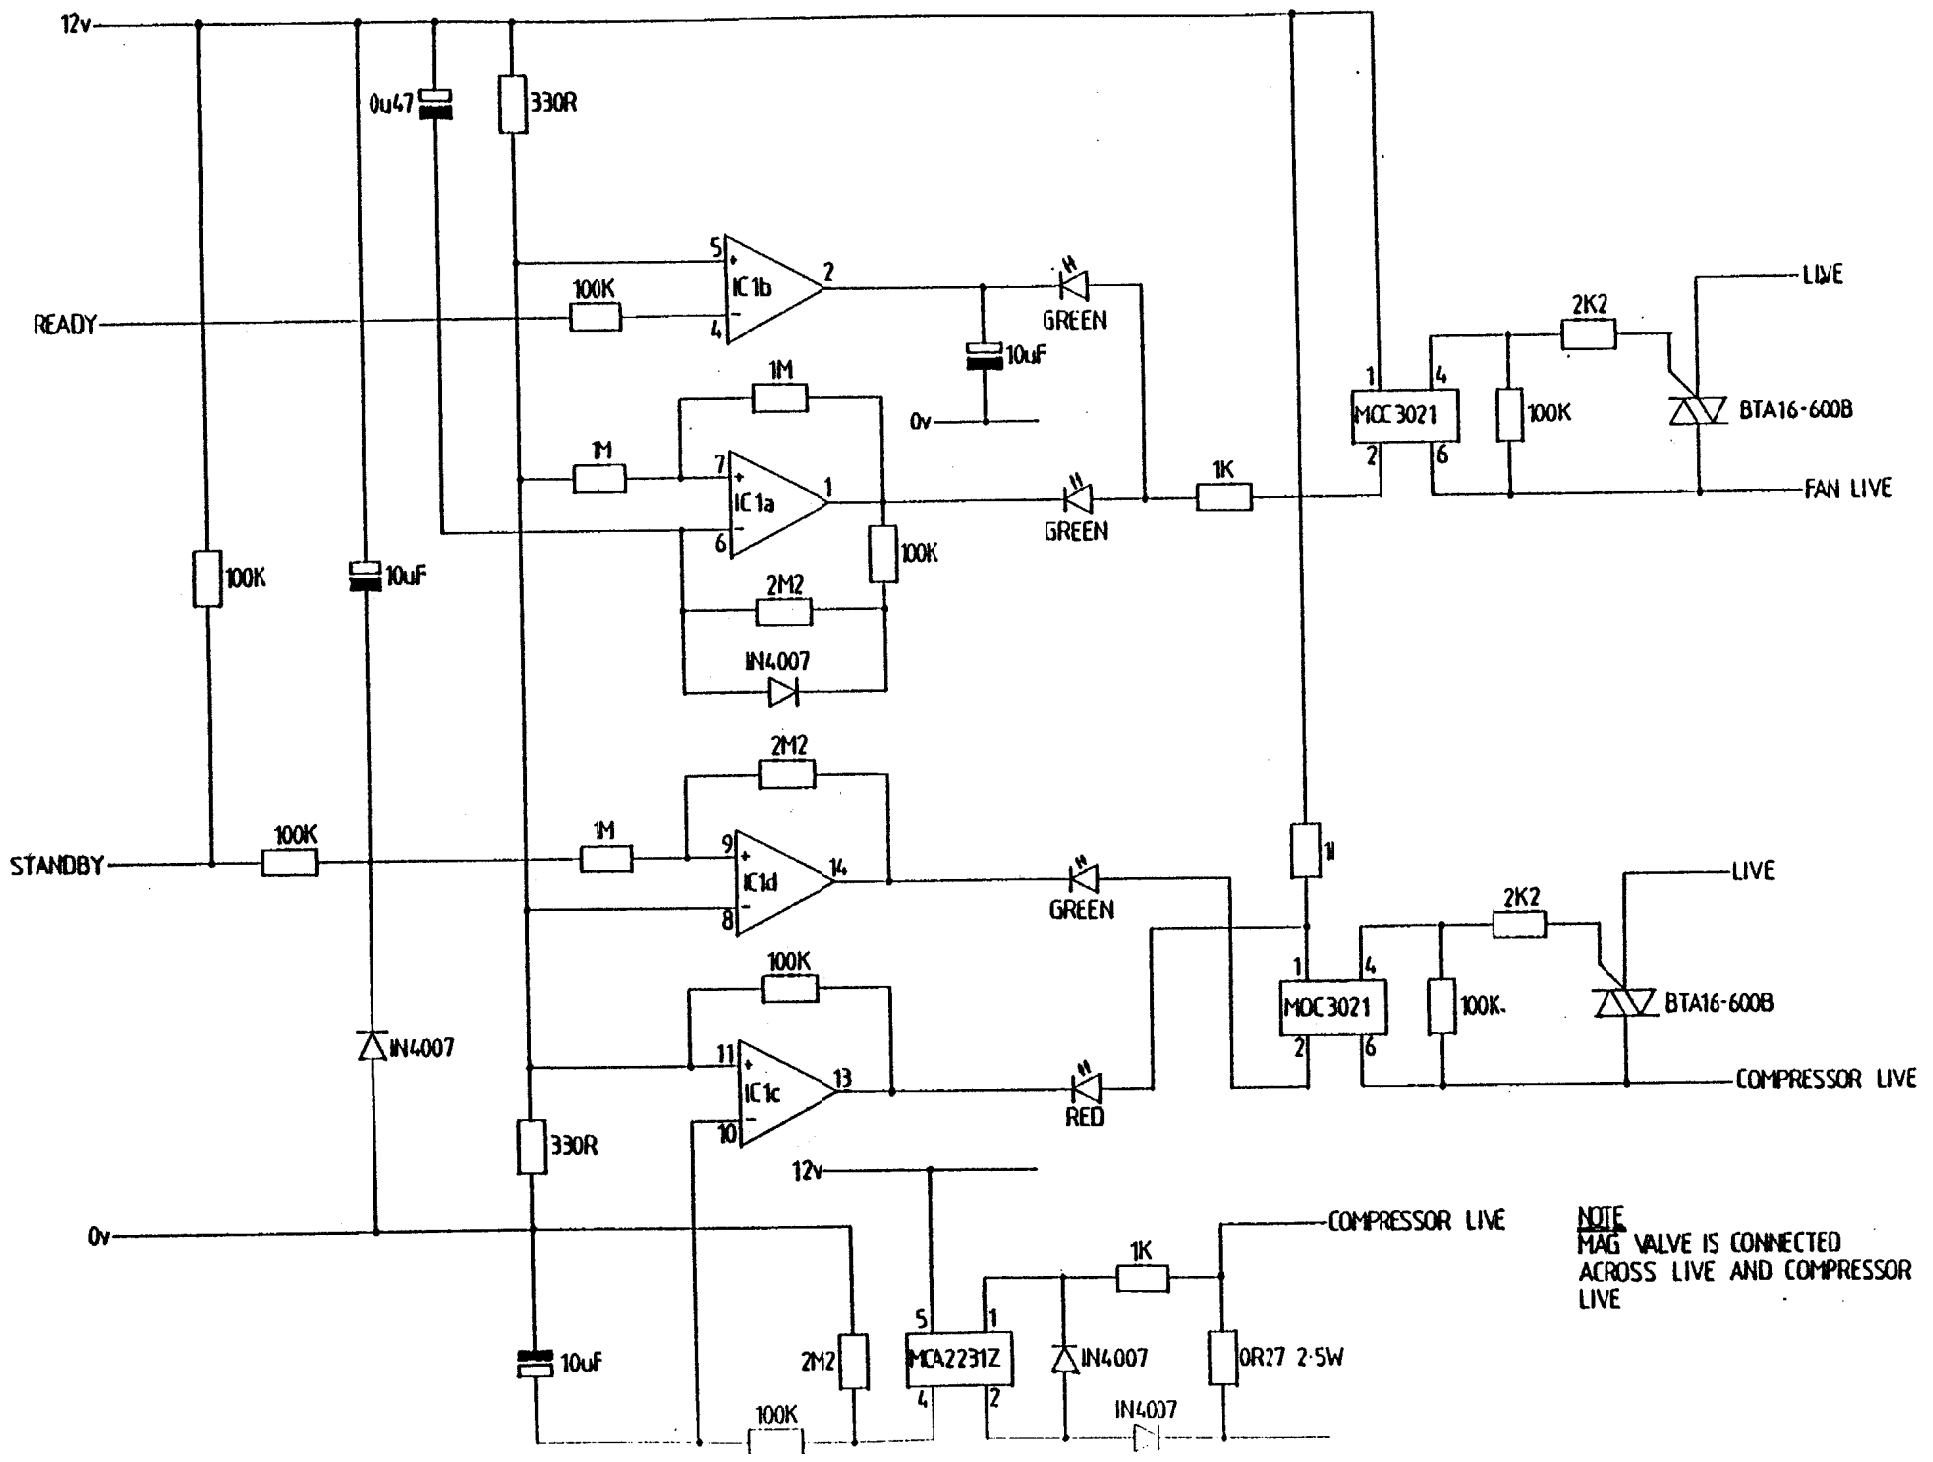 12v
0u47
330R
5
+
IC1b
-
4
2
100K
READY
GREEN
10uF
0v
1M
1M
7
+
IC1a
-
6
1
GREEN
100K
2M2
IN4007
1K
1
4
MOC3021
2
6
100K
2K2
LIVE
BTA16-600B
FAN LIVE
100K
10uF
2M2
100K
STANDBY
1M
9
+
IC1d
-
8
14
GREEN
100K
11
+
IC1c
-
10
13
RED
1
4
MOC3021
2
6
100K
2K2
LIVE
BTA16-600B
COMPRESSOR LIVE
IN4007
330R
12v
0v
10uF
100K
2M2
5
1
MCA2231Z
4
2
1K
IN4007
IN4007
0R27 2·5W
COMPRESSOR LIVE
NOTE
MAG VALVE IS CONNECTED
ACROSS LIVE AND COMPRESSOR
LIVE